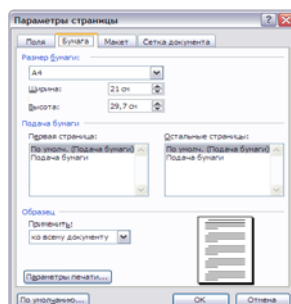 Параметры страницы
Поля Бумага Макет Сетка документа
Размер бумаги:
A4
Ширина: 21 см
Высота: 29,7 см
Подача бумаги
Первая страница: Остальные страницы:
По умолч. (Подача бумаги) По умолч. (Подача бумаги)
Подача бумаги Подача бумаги
Образец
Применить:
ко всему документу
Параметры печати...
По умолчанию... ОК Отмена